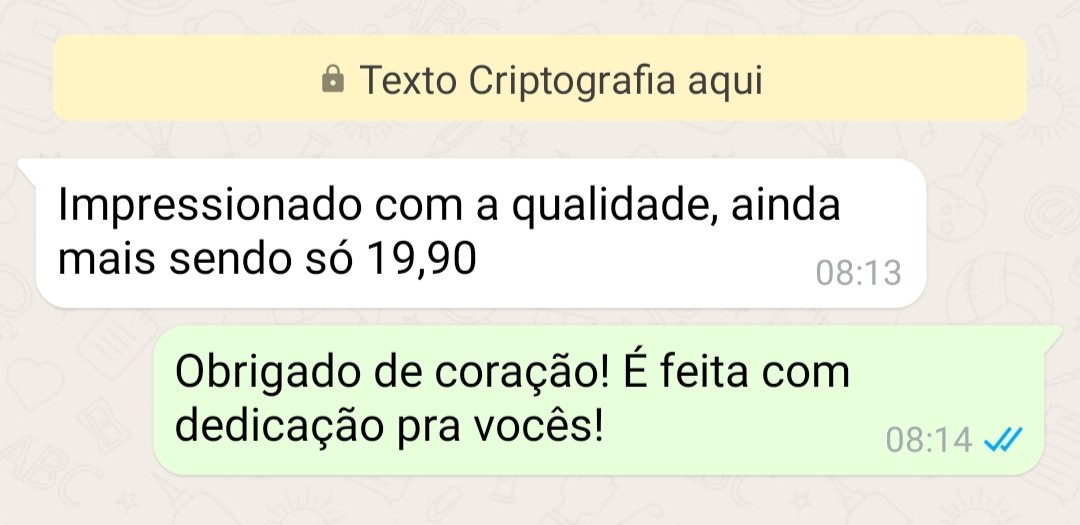 Texto Criptografia aqui
Impressionado com a qualidade, ainda
mais sendo só 19,90
08:13
Obrigado de coração! É feita com
dedicação pra vocês!
08:14